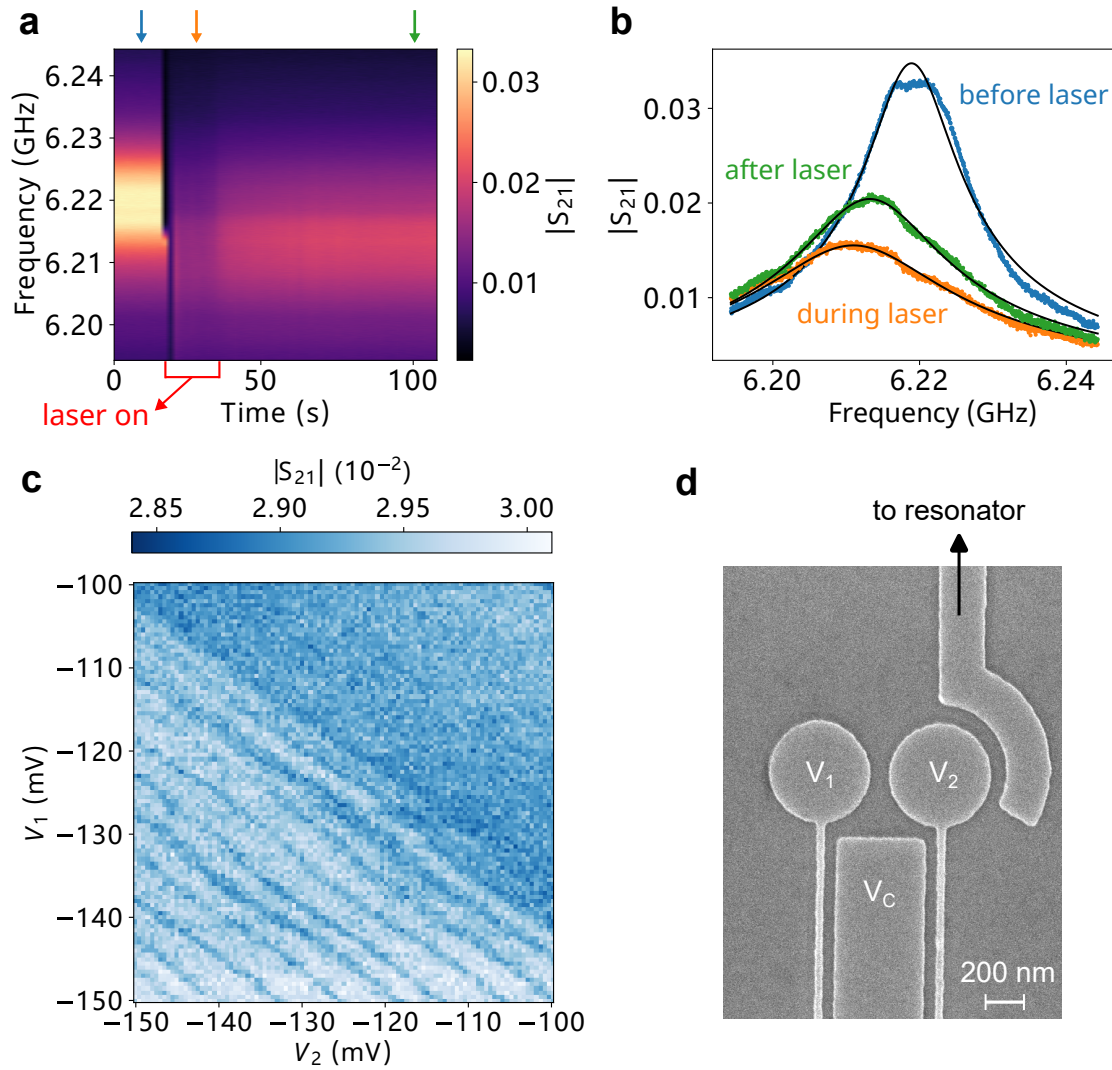 a
Frequency (GHz)
6.24
6.23
6.22
6.21
6.20
0
50
100
Time (s)
laser on
0.03
0.02
0.01
|S21|
b
|S21|
0.03
0.02
0.01
before laser
after laser
during laser
6.20
6.22
6.24
Frequency (GHz)
c
|S21| (10−2)
2.85
2.90
2.95
3.00
V1 (mV)
−100
−110
−120
−130
−140
−150
−150
−140
−130
−120
−110
−100
V2 (mV)
d
to resonator
V1
V2
VC
200 nm